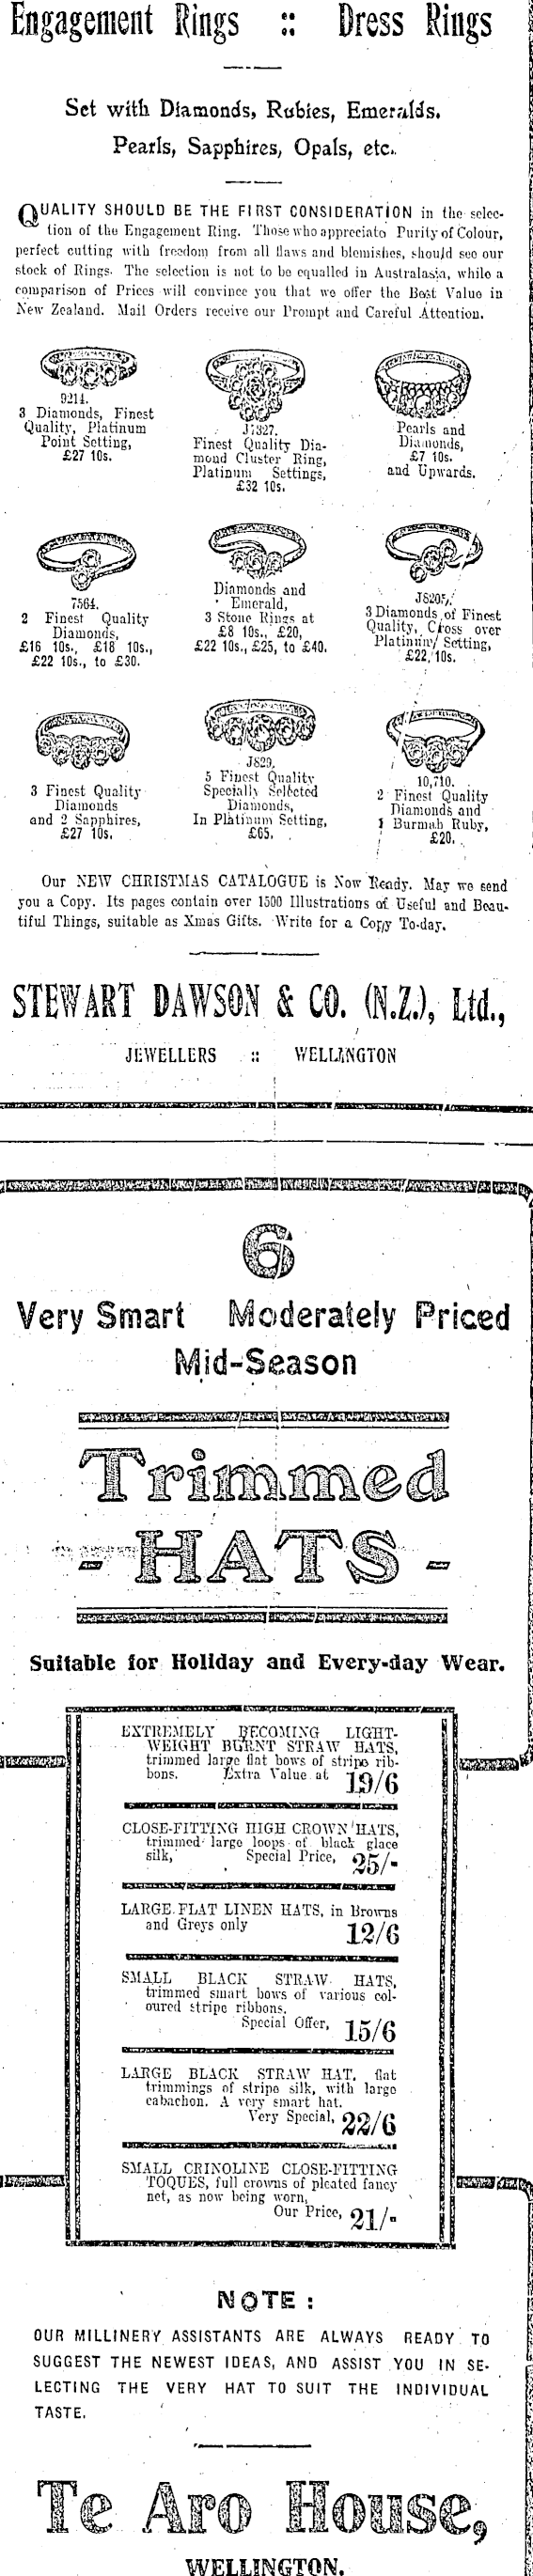 Engagement Rings :: Dress Rings
Set with Diamonds, Rubies, Emeralds,
Pearls, Sapphires, Opals, etc.
QUALITY SHOULD BE THE FIRST CONSIDERATION in the selec-
tion of the Engagement Ring. Those who appreciate Purity of Colour,
perfect cutting with freedom from all flaws and blemishes, should see our
stock of Rings. The selection is not to be equalled in Australasia, while a
comparison of Prices will convince you that we offer the Best Value in
New Zealand. Mail Orders receive our Prompt and Careful Attention.
9214.
3 Diamonds, Finest
Quality, Platinum
Point Setting,
£27 10s.
J7327.
Finest Quality Dia-
mond Cluster Ring,
Platinum Settings,
£32 10s.
Pearls and
Diamonds,
£7 10s.
and Upwards.
7564.
2 Finest Quality
Diamonds,
£16 10s., £18 10s.,
£22 10s., to £30.
Diamonds and
Emerald,
3 Stone Rings at
£8 10s., £20,
£22 10s., £25, to £40.
J8205.
3 Diamonds of Finest
Quality, Cross over
Platinum Setting,
£22 10s.
3 Finest Quality
Diamonds
and 2 Sapphires,
£27 10s.
J829.
5 Finest Quality
Specially Selected
Diamonds,
In Platinum Setting,
£65.
10,710.
2 Finest Quality
Diamonds and
1 Burmah Ruby,
£20.
Our NEW CHRISTMAS CATALOGUE is Now Ready. May we send
you a Copy. Its pages contain over 1500 Illustrations of Useful and Beau-
tiful Things, suitable as Xmas Gifts. Write for a Copy To-day.
STEWART DAWSON & CO. (N.Z.), Ltd.,
JEWELLERS :: WELLINGTON
6
Very Smart Moderately Priced
Mid-Season
Trimmed
- HATS -
Suitable for Holiday and Every-day Wear.
EXTREMELY BECOMING LIGHT-
WEIGHT BURNT STRAW HATS,
trimmed large flat bows of stripe rib-
bons. Extra Value at 19/6
CLOSE-FITTING HIGH CROWN HATS,
trimmed large loops of black glace
silk, Special Price, 25/-
LARGE FLAT LINEN HATS, in Browns
and Greys only 12/6
SMALL BLACK STRAW HATS,
trimmed smart bows of various col-
oured stripe ribbons.
Special Offer, 15/6
LARGE BLACK STRAW HAT, flat
trimmings of stripe silk, with large
cabachon. A very smart hat.
Very Special, 22/6
SMALL CRINOLINE CLOSE-FITTING
TOQUES, full crowns of pleated fancy
net, as now being worn,
Our Price, 21/-
NOTE :
OUR MILLINERY ASSISTANTS ARE ALWAYS READY TO
SUGGEST THE NEWEST IDEAS, AND ASSIST YOU IN SE-
LECTING THE VERY HAT TO SUIT THE INDIVIDUAL
TASTE.
Te Aro House,
WELLINGTON.